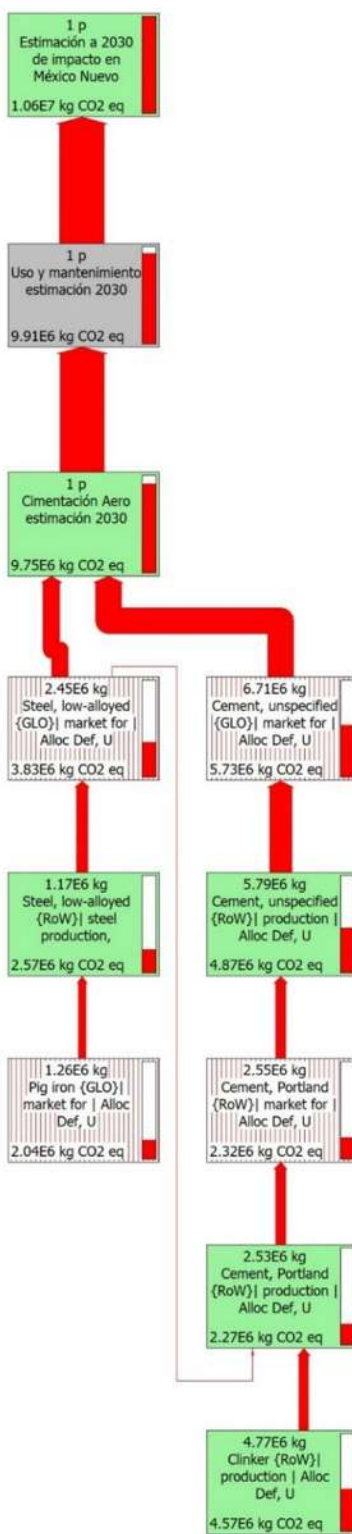 1 p
Estimación a 2030
de impacto en
México Nuevo
1.06E7 kg CO2 eq
1 p
Uso y mantenimiento
estimación 2030
9.91E6 kg CO2 eq
1 p
Cimentación Aero
estimación 2030
9.75E6 kg CO2 eq
2.45E6 kg
Steel, low-alloyed
{GLO}| market for |
Alloc Def, U
3.83E6 kg CO2 eq
6.71E6 kg
Cement, unspecified
{GLO}| market for |
Alloc Def, U
5.73E6 kg CO2 eq
1.17E6 kg
Steel, low-alloyed
{RoW}| steel
production,
2.57E6 kg CO2 eq
5.79E6 kg
Cement, unspecified
{RoW}| production |
Alloc Def, U
4.87E6 kg CO2 eq
1.26E6 kg
Pig iron {GLO}|
market for | Alloc
Def, U
2.04E6 kg CO2 eq
2.55E6 kg
Cement, Portland
{RoW}| market for |
Alloc Def, U
2.32E6 kg CO2 eq
2.53E6 kg
Cement, Portland
{RoW}| production |
Alloc Def, U
2.27E6 kg CO2 eq
4.77E6 kg
Clinker {RoW}|
production | Alloc
Def, U
4.57E6 kg CO2 eq